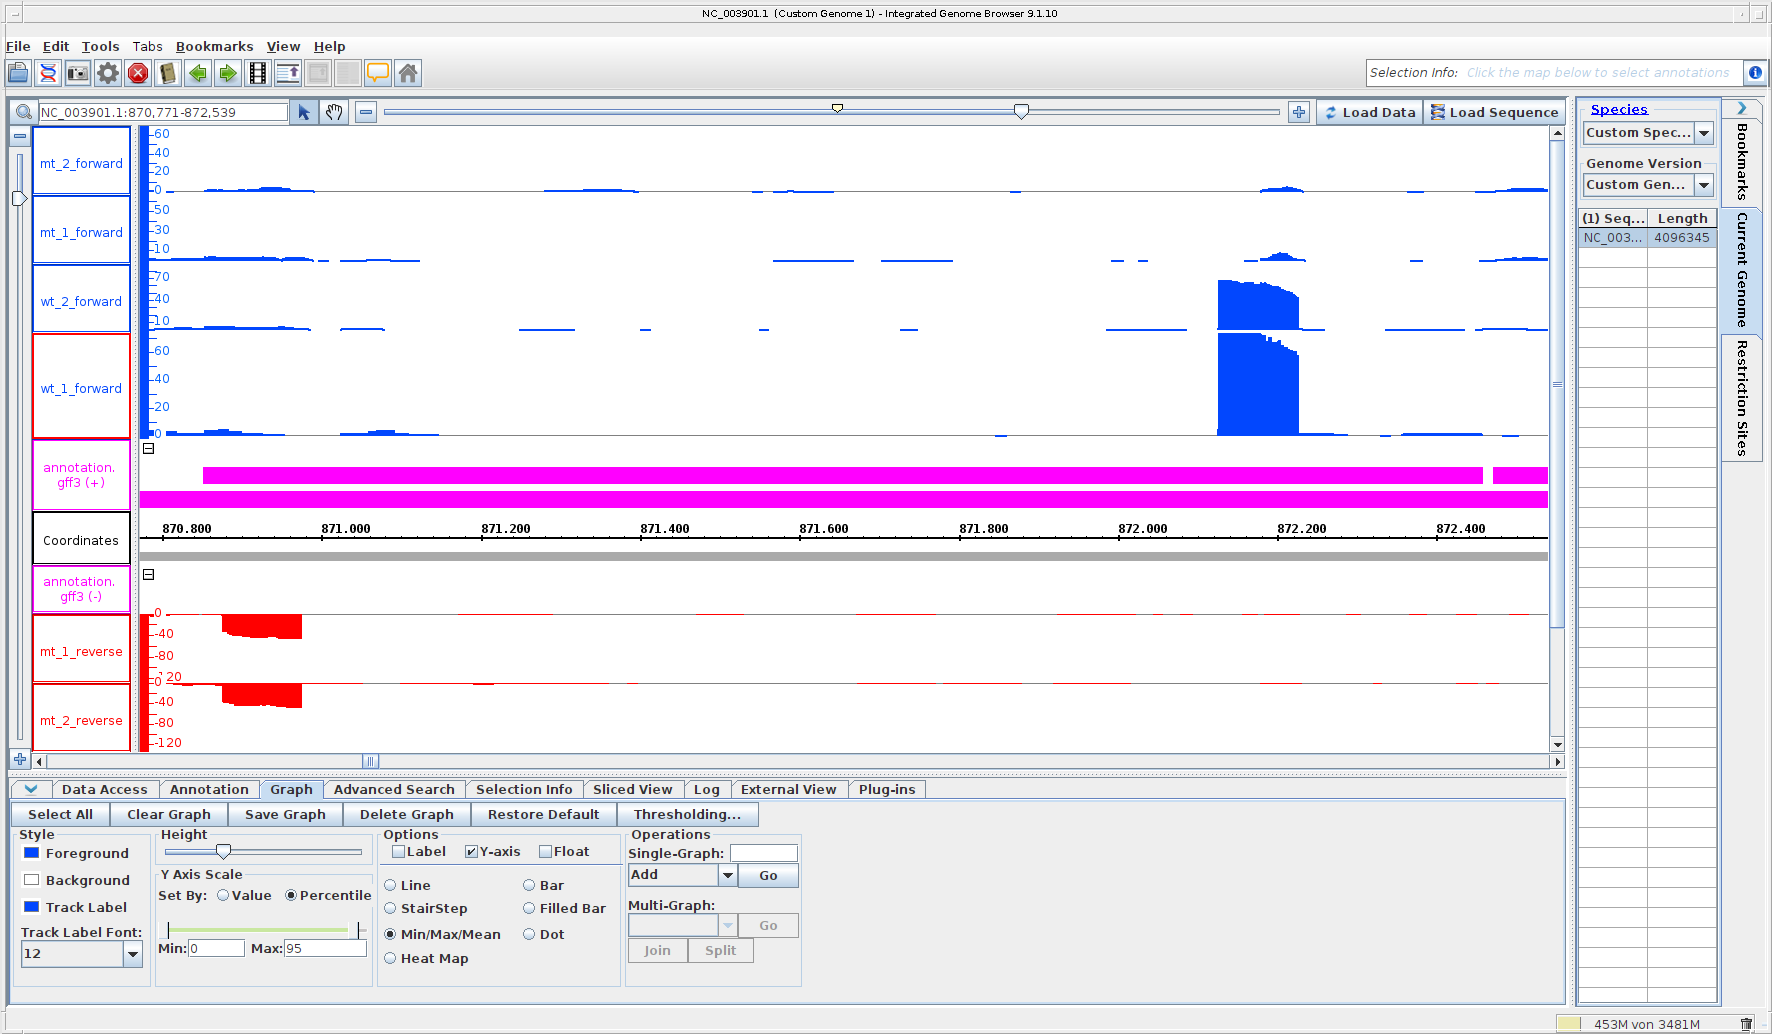 NC_003901.1 (Custom Genome 1) - Integrated Genome Browser 9.1.10
File Edit Tools Tabs Bookmarks View Help
Selection Info: Click the map below to select annotations
NC_003901.1:870,771-872,539
Load Data
Load Sequence
mt_2_forward
60
40
20
0
mt_1_forward
50
30
10
wt_2_forward
70
40
10
wt_1_forward
60
40
20
0
annotation.
gff3 (+)
870.800 871.000 871.200 871.400 871.600 871.800 872.000 872.200 872.400
Coordinates
annotation.
gff3 (-)
mt_1_reverse
0
-40
-80
-120
mt_2_reverse
0
-40
-80
-120
Species
Custom Spec...
Genome Version
Custom Gen...
(1) Seq... Length
NC_003... 4096345
Bookmarks
Current Genome
Restriction Sites
Data Access Annotation Graph Advanced Search Selection Info Sliced View Log External View Plug-ins
Select All Clear Graph Save Graph Delete Graph Restore Default Thresholding...
Style
Foreground
Background
Track Label
Track Label Font:
12
Height
Y Axis Scale
Set By: Value Percentile
Min: 0 Max: 95
Options
Label Y-axis Float
Line Bar
StairStep Filled Bar
Min/Max/Mean Dot
Heat Map
Operations
Single-Graph:
Add Go
Multi-Graph:
Go
Join Split
453M von 3481M